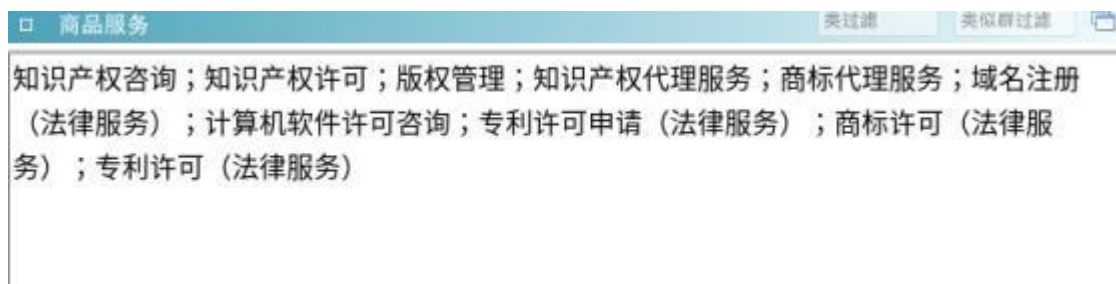 商品服务
类过滤
类似群过滤
知识产权咨询；知识产权许可；版权管理；知识产权代理服务；商标代理服务；域名注册
（法律服务）；计算机软件许可咨询；专利许可申请（法律服务）；商标许可（法律服
务）；专利许可（法律服务）